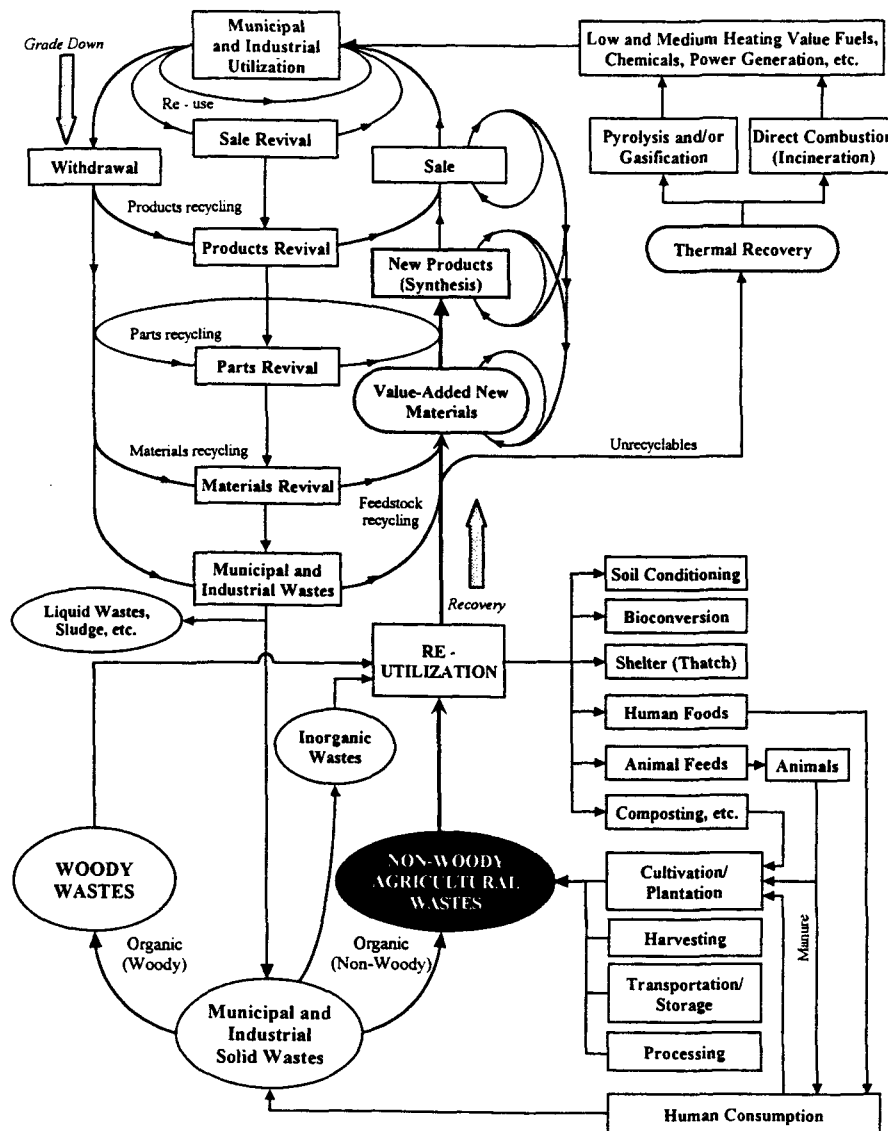 Grade Down
Municipal
and Industrial
Utilization
Low and Medium Heating Value Fuels,
Chemicals, Power Generation, etc.
Re - use
Sale Revival
Withdrawal
Sale
Pyrolysis and/or
Gasification
Direct Combustion
(Incineration)
Products recycling
Products Revival
New Products
(Synthesis)
Thermal Recovery
Parts recycling
Parts Revival
Value-Added New
Materials
Materials recycling
Materials Revival
Unrecyclables
Feedstock
recycling
Municipal and
Industrial Wastes
Recovery
Liquid Wastes,
Sludge, etc.
RE -
UTILIZATION
Soil Conditioning
Bioconversion
Shelter (Thatch)
Human Foods
Animal Feeds
Animals
Composting, etc.
Inorganic
Wastes
WOODY
WASTES
NON-WOODY
AGRICULTURAL
WASTES
Cultivation/
Plantation
Harvesting
Transportation/
Storage
Processing
Manure
Organic
(Woody)
Organic
(Non-Woody)
Municipal and
Industrial
Solid Wastes
Human Consumption